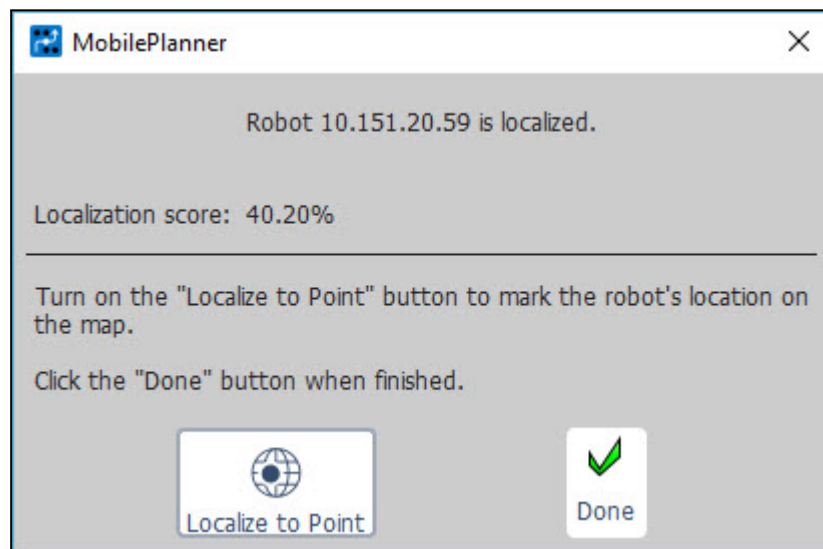 MobilePlanner
Robot 10.151.20.59 is localized.
Localization score: 40.20%
Turn on the "Localize to Point" button to mark the robot's location on
the map.
Click the "Done" button when finished.
Localize to Point
Done